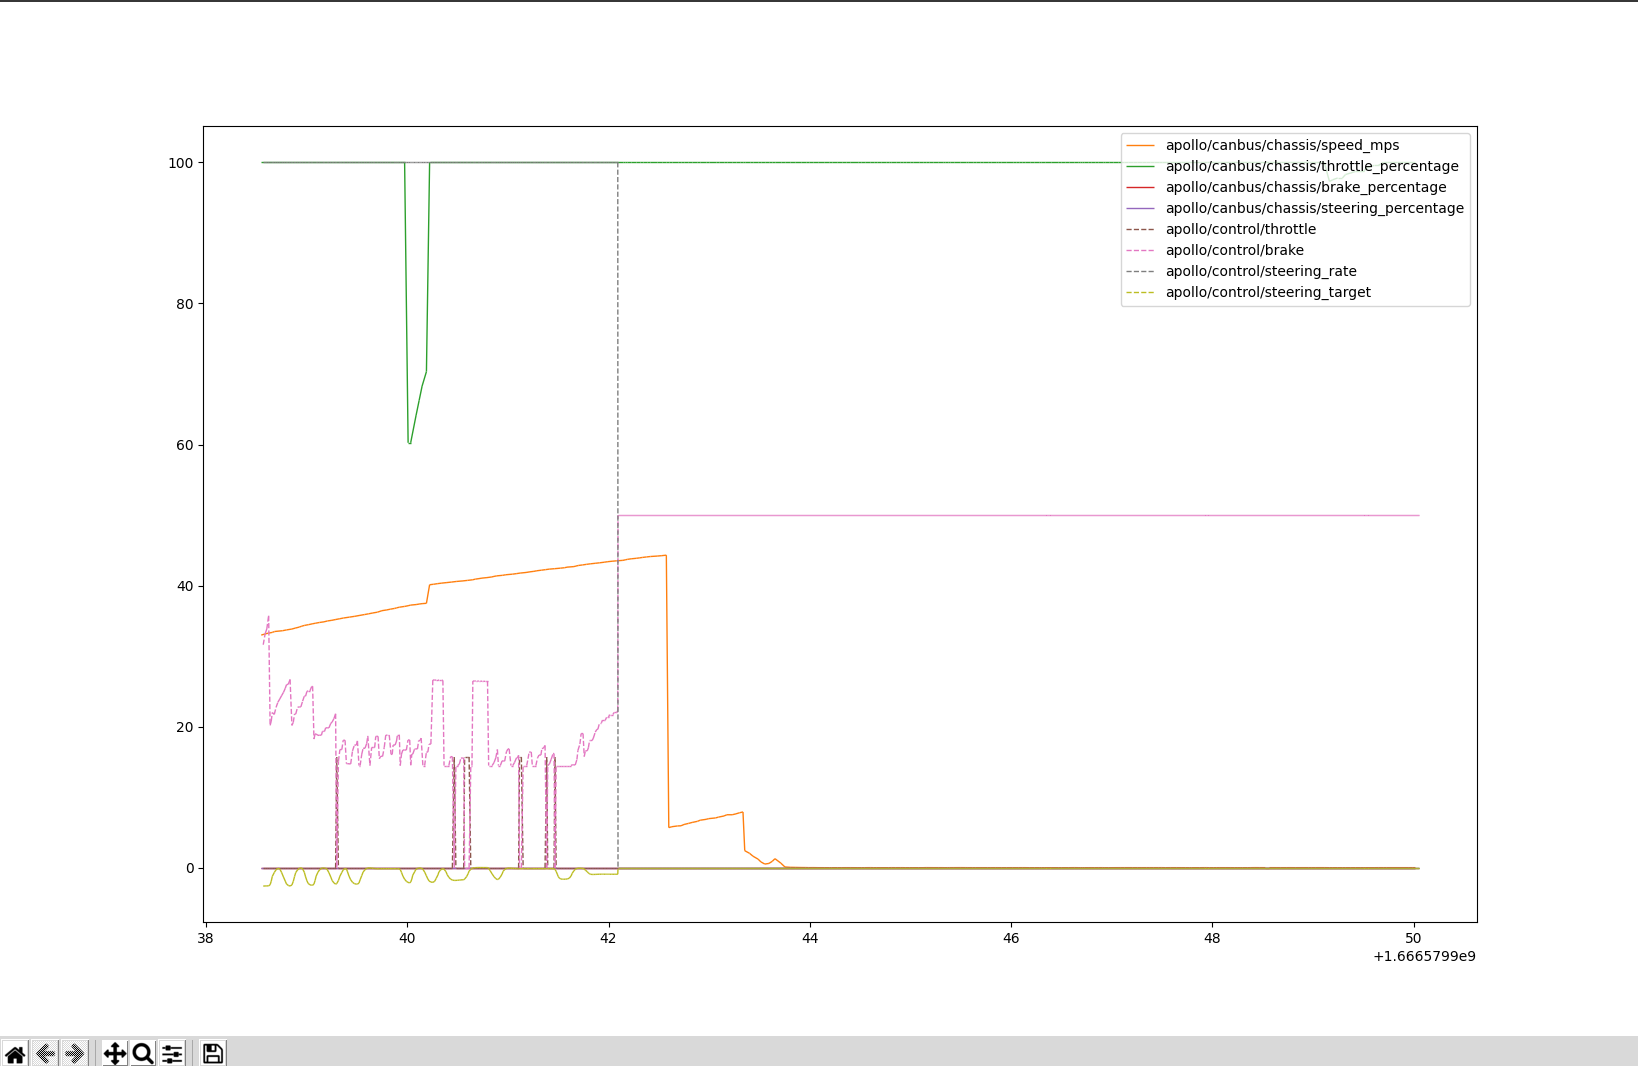 apollo/canbus/chassis/speed_mps
apollo/canbus/chassis/throttle_percentage
apollo/canbus/chassis/brake_percentage
apollo/canbus/chassis/steering_percentage
apollo/control/throttle
apollo/control/brake
apollo/control/steering_rate
apollo/control/steering_target
100
80
60
40
20
0
38 40 42 44 46 48 50
+1.6665799e9